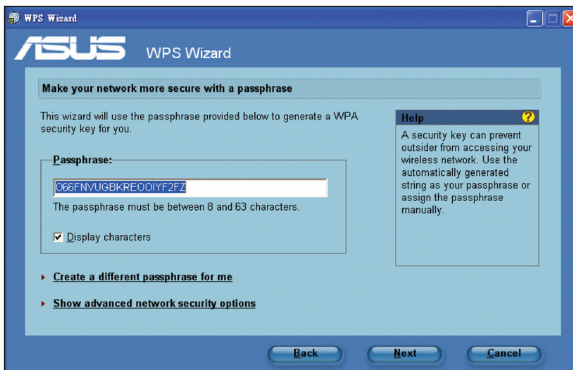 WPS Wizard
ASUS WPS Wizard
Make your network more secure with a passphrase
This wizard will use the passphrase provided below to generate a WPA
security key for you.
Passphrase:
O66FNVUGBKREOOIYF2FZ
The passphrase must be between 8 and 63 characters.
Display characters
Create a different passphrase for me
Show advanced network security options
Help
?
A security key can prevent
outsider from accessing your
wireless network. Use the
automatically generated
string as your passphrase or
assign the passphrase
manually.
Back Next Cancel